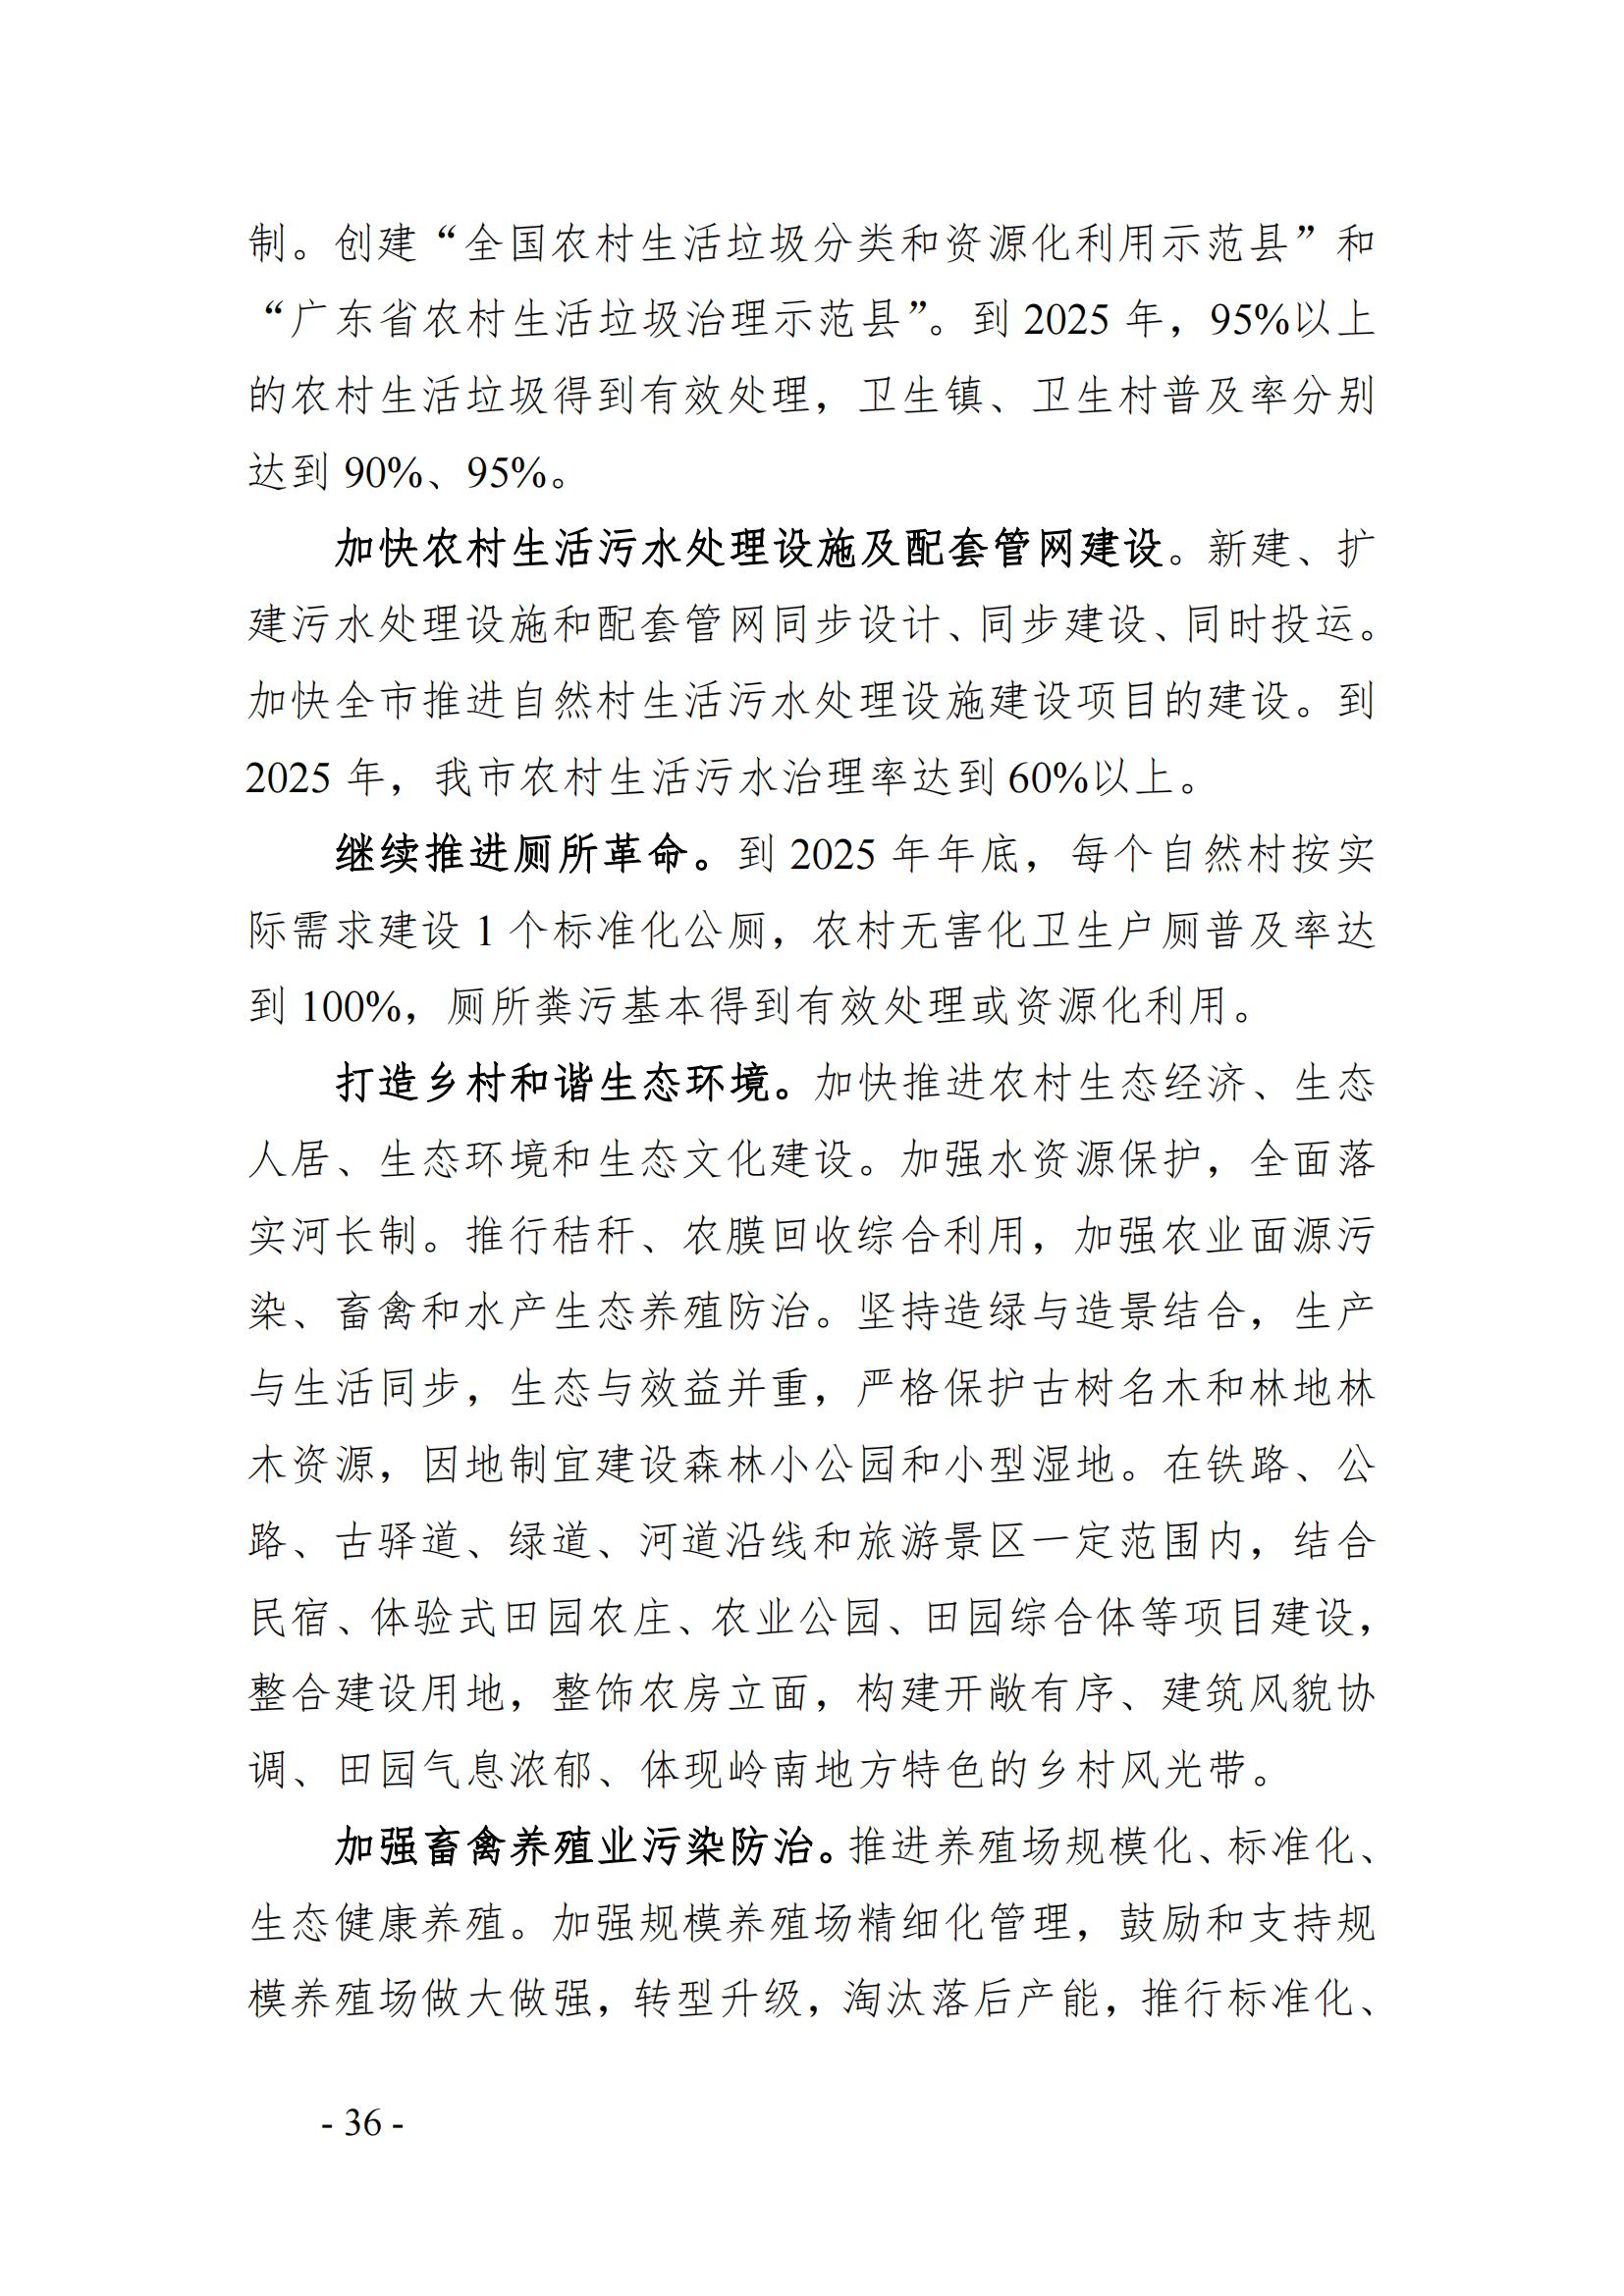 制。创建“全国农村生活垃圾分类和资源化利用示范县”和
“广东省农村生活垃圾治理示范县”。到 2025 年，95%以上
的农村生活垃圾得到有效处理，卫生镇、卫生村普及率分别
达到 90%、95%。
加快农村生活污水处理设施及配套管网建设。新建、扩
建污水处理设施和配套管网同步设计、同步建设、同时投运。
加快全市推进自然村生活污水处理设施建设项目的建设。到
2025 年，我市农村生活污水治理率达到 60%以上。
继续推进厕所革命。到 2025 年年底，每个自然村按实
际需求建设 1 个标准化公厕，农村无害化卫生户厕普及率达
到 100%，厕所粪污基本得到有效处理或资源化利用。
打造乡村和谐生态环境。加快推进农村生态经济、生态
人居、生态环境和生态文化建设。加强水资源保护，全面落
实河长制。推行秸秆、农膜回收综合利用，加强农业面源污
染、畜禽和水产生态养殖防治。坚持造绿与造景结合，生产
与生活同步，生态与效益并重，严格保护古树名木和林地林
木资源，因地制宜建设森林小公园和小型湿地。在铁路、公
路、古驿道、绿道、河道沿线和旅游景区一定范围内，结合
民宿、体验式田园农庄、农业公园、田园综合体等项目建设，
整合建设用地，整饰农房立面，构建开敞有序、建筑风貌协
调、田园气息浓郁、体现岭南地方特色的乡村风光带。
加强畜禽养殖业污染防治。推进养殖场规模化、标准化、
生态健康养殖。加强规模养殖场精细化管理，鼓励和支持规
模养殖场做大做强，转型升级，淘汰落后产能，推行标准化、
- 36 -